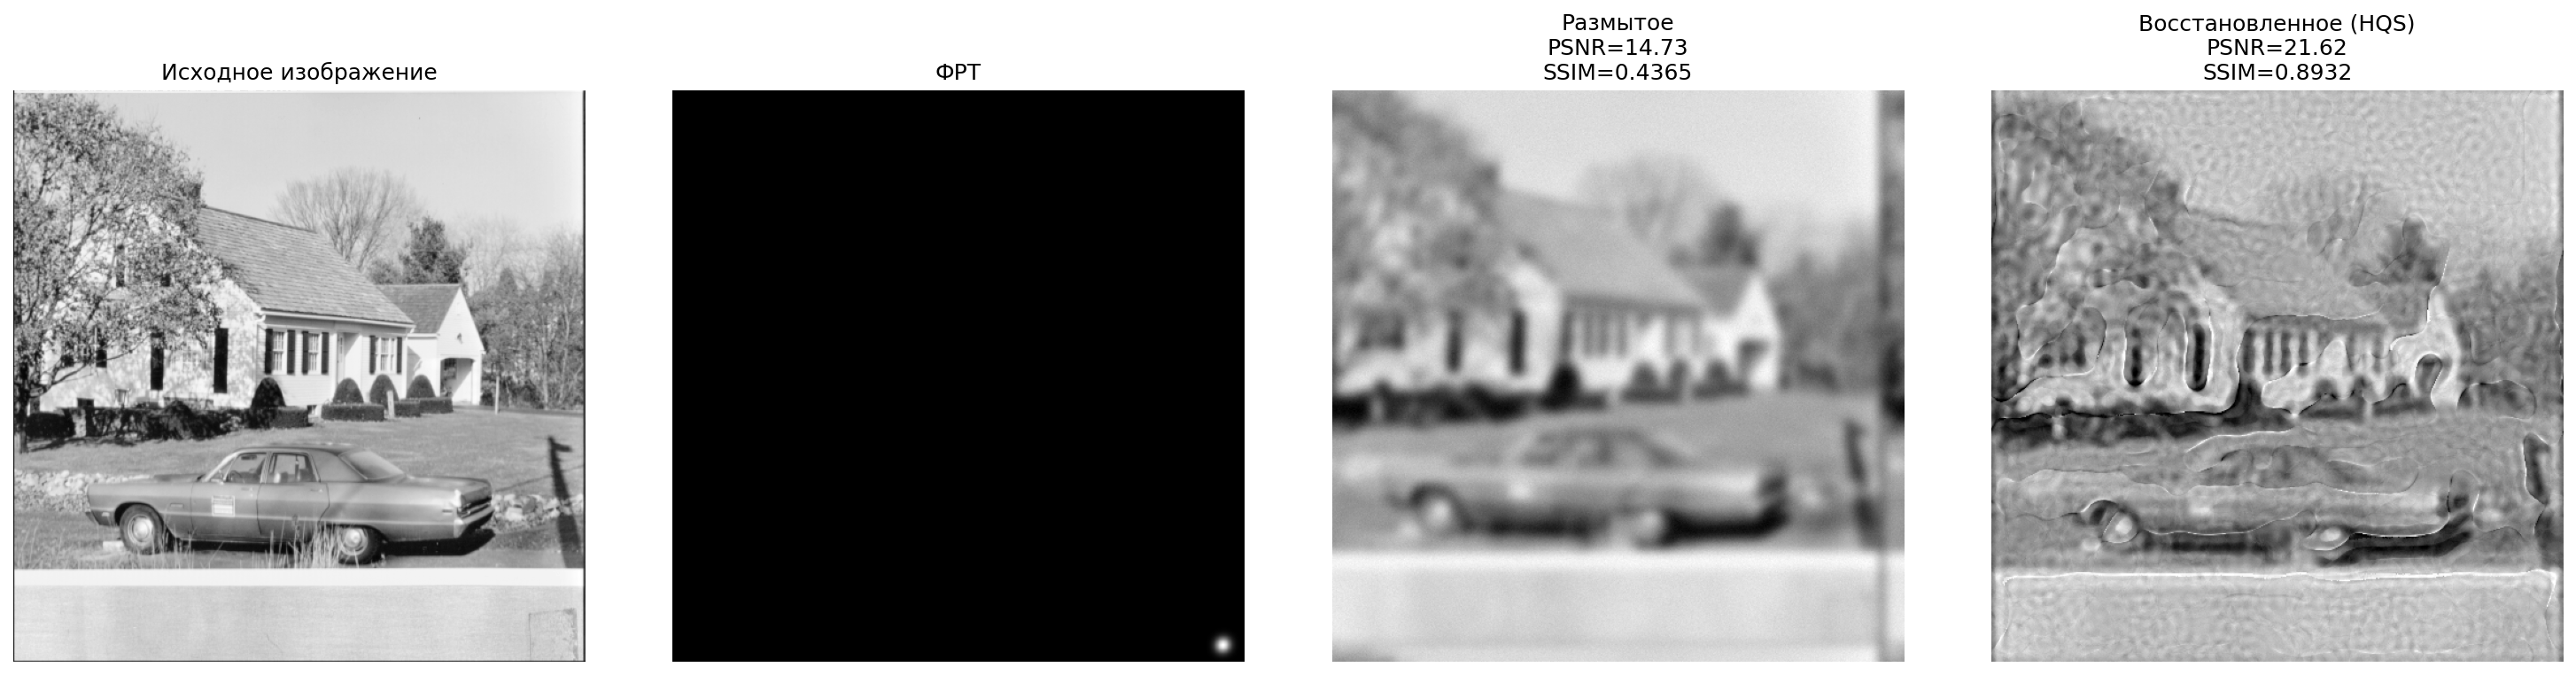 Исходное изображение
ФРТ
Размытое
PSNR=14.73
SSIM=0.4365
Восстановленное (HQS)
PSNR=21.62
SSIM=0.8932